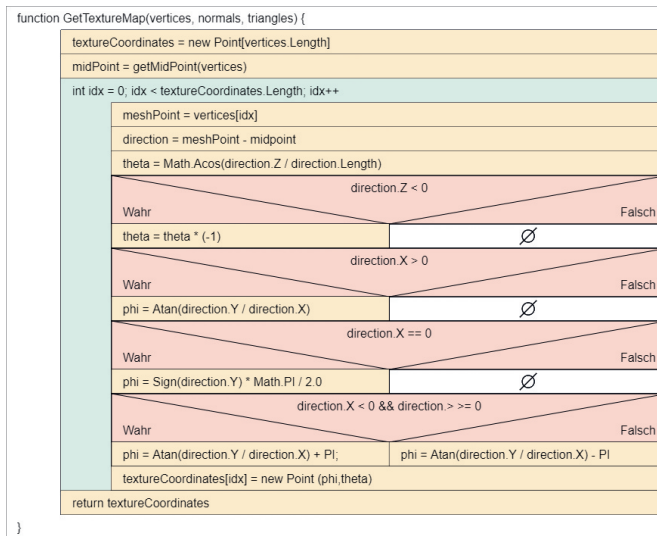 function GetTextureMap(vertices, normals, triangles) {
textureCoordinates = new Point[vertices.Length]
midPoint = getMidPoint(vertices)
int idx = 0; idx < textureCoordinates.Length; idx++
meshPoint = vertices[idx]
direction = meshPoint - midpoint
theta = Math.Acos(direction.Z / direction.Length)
direction.Z < 0
Wahr Falsch
theta = theta * (-1) ∅
direction.X > 0
Wahr Falsch
phi = Atan(direction.Y / direction.X) ∅
direction.X == 0
Wahr Falsch
phi = Sign(direction.Y) * Math.PI / 2.0 ∅
direction.X < 0 && direction.> >= 0
Wahr Falsch
phi = Atan(direction.Y / direction.X) + PI; phi = Atan(direction.Y / direction.X) - PI
textureCoordinates[idx] = new Point (phi,theta)
return textureCoordinates
}